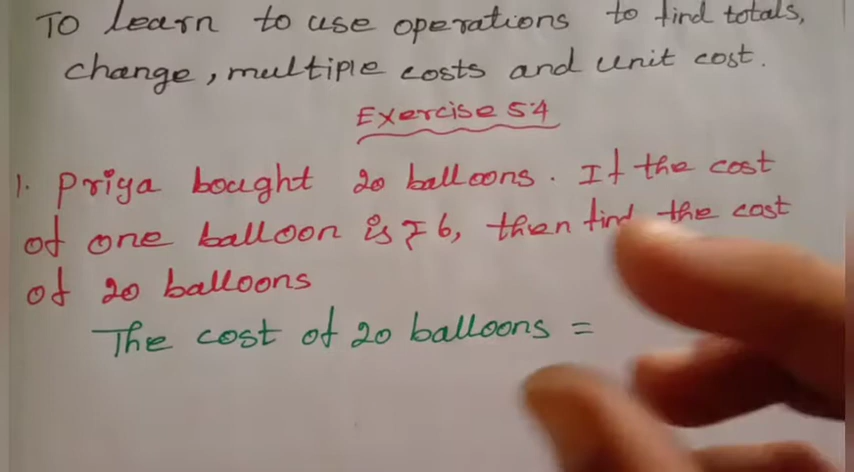 To learn to use operations to find totals,
change, multiple costs and unit cost.
Exercise 5.4
1. Priya bought 20 balloons. If the cost
of one balloon is ₹ 6, then find the cost
of 20 balloons
The cost of 20 balloons =